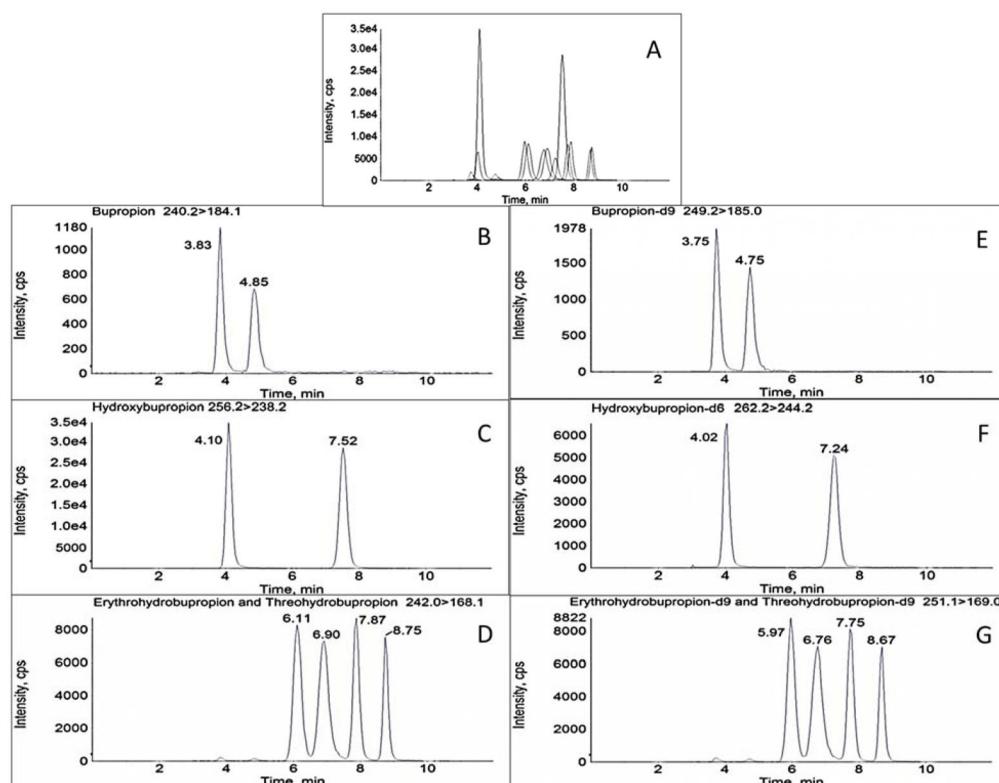 A
3.5e4
3.0e4
2.5e4
2.0e4
1.5e4
1.0e4
5000
0
Intensity, cps
2 4 6 8 10
Time, min
Bupropion 240.2>184.1
B
1180
1000
800
600
400
200
0
Intensity, cps
3.83
4.85
2 4 6 8 10
Time, min
Bupropion-d9 249.2>185.0
E
1978
1500
1000
500
0
Intensity, cps
3.75
4.75
2 4 6 8 10
Time, min
Hydroxybupropion 256.2>238.2
C
3.5e4
3.0e4
2.5e4
2.0e4
1.5e4
1.0e4
5000
0
Intensity, cps
4.10
7.52
2 4 6 8 10
Time, min
Hydroxybupropion-d6 262.2>244.2
F
6000
5000
4000
3000
2000
1000
0
Intensity, cps
4.02
7.24
2 4 6 8 10
Time, min
Erythrohydrobupropion and Threohydrobupropion 242.0>168.1
D
8000
6000
4000
2000
0
Intensity, cps
6.11
6.90
7.87
8.75
2 4 6 8 10
Time, min
Erythrohydrobupropion-d9 and Threohydrobupropion-d9 251.1>169.0
G
8822
8000
6000
4000
2000
0
Intensity, cps
5.97
6.76
7.75
8.67
2 4 6 8 10
Time, min